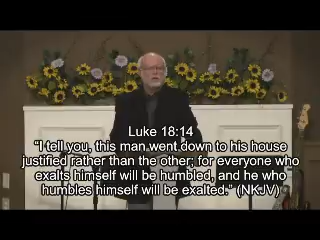 Luke 18:14
"I tell you, this man went down to his house
justified rather than the other; for everyone who
exalts himself will be humbled, and he who
humbles himself will be exalted." (NKJV)